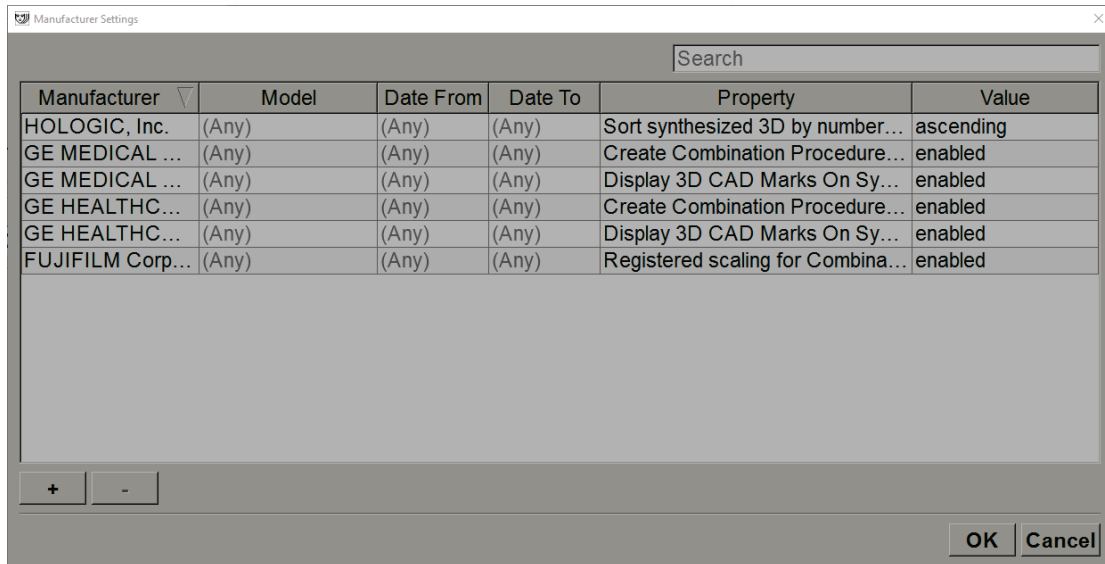 Manufacturer Settings
Search
Manufacturer Model Date From Date To Property Value
HOLOGIC, Inc. (Any) (Any) (Any) Sort synthesized 3D by number... ascending
GE MEDICAL ... (Any) (Any) (Any) Create Combination Procedure... enabled
GE MEDICAL ... (Any) (Any) (Any) Display 3D CAD Marks On Sy... enabled
GE HEALTHC... (Any) (Any) (Any) Create Combination Procedure... enabled
GE HEALTHC... (Any) (Any) (Any) Display 3D CAD Marks On Sy... enabled
FUJIFILM Corp... (Any) (Any) (Any) Registered scaling for Combina... enabled
+ -
OK Cancel